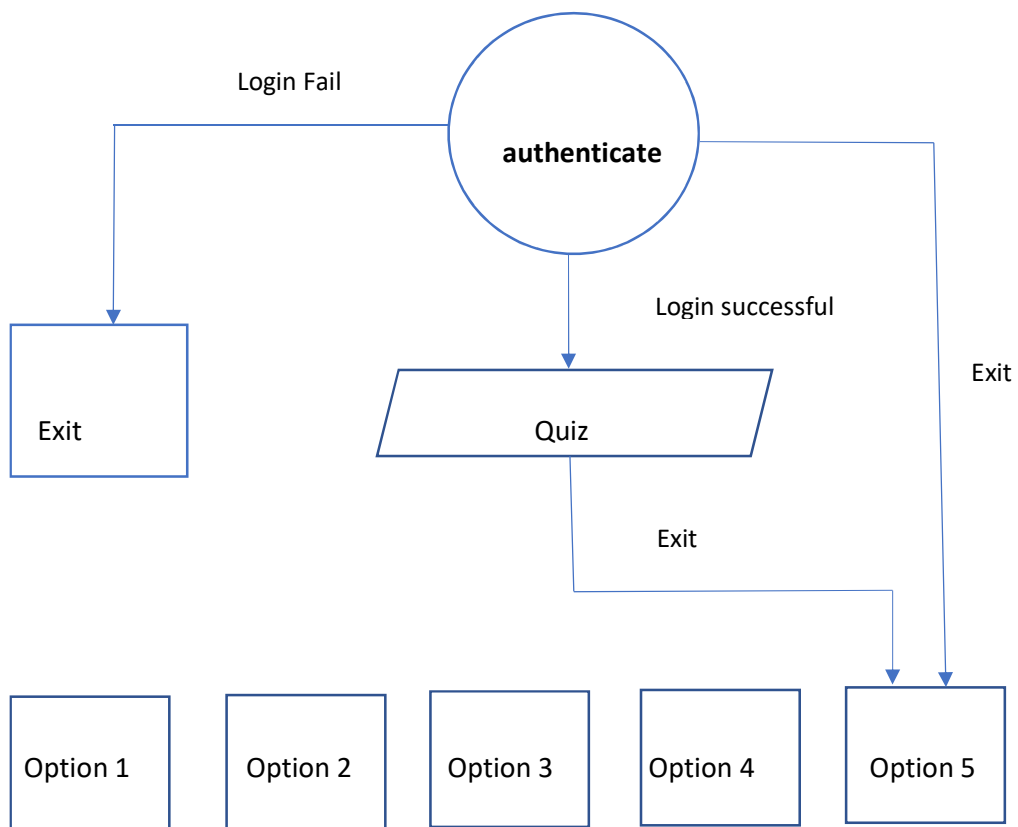 Login Fail
authenticate
Login successful
Exit
Exit
Quiz
Exit
Option 1
Option 2
Option 3
Option 4
Option 5